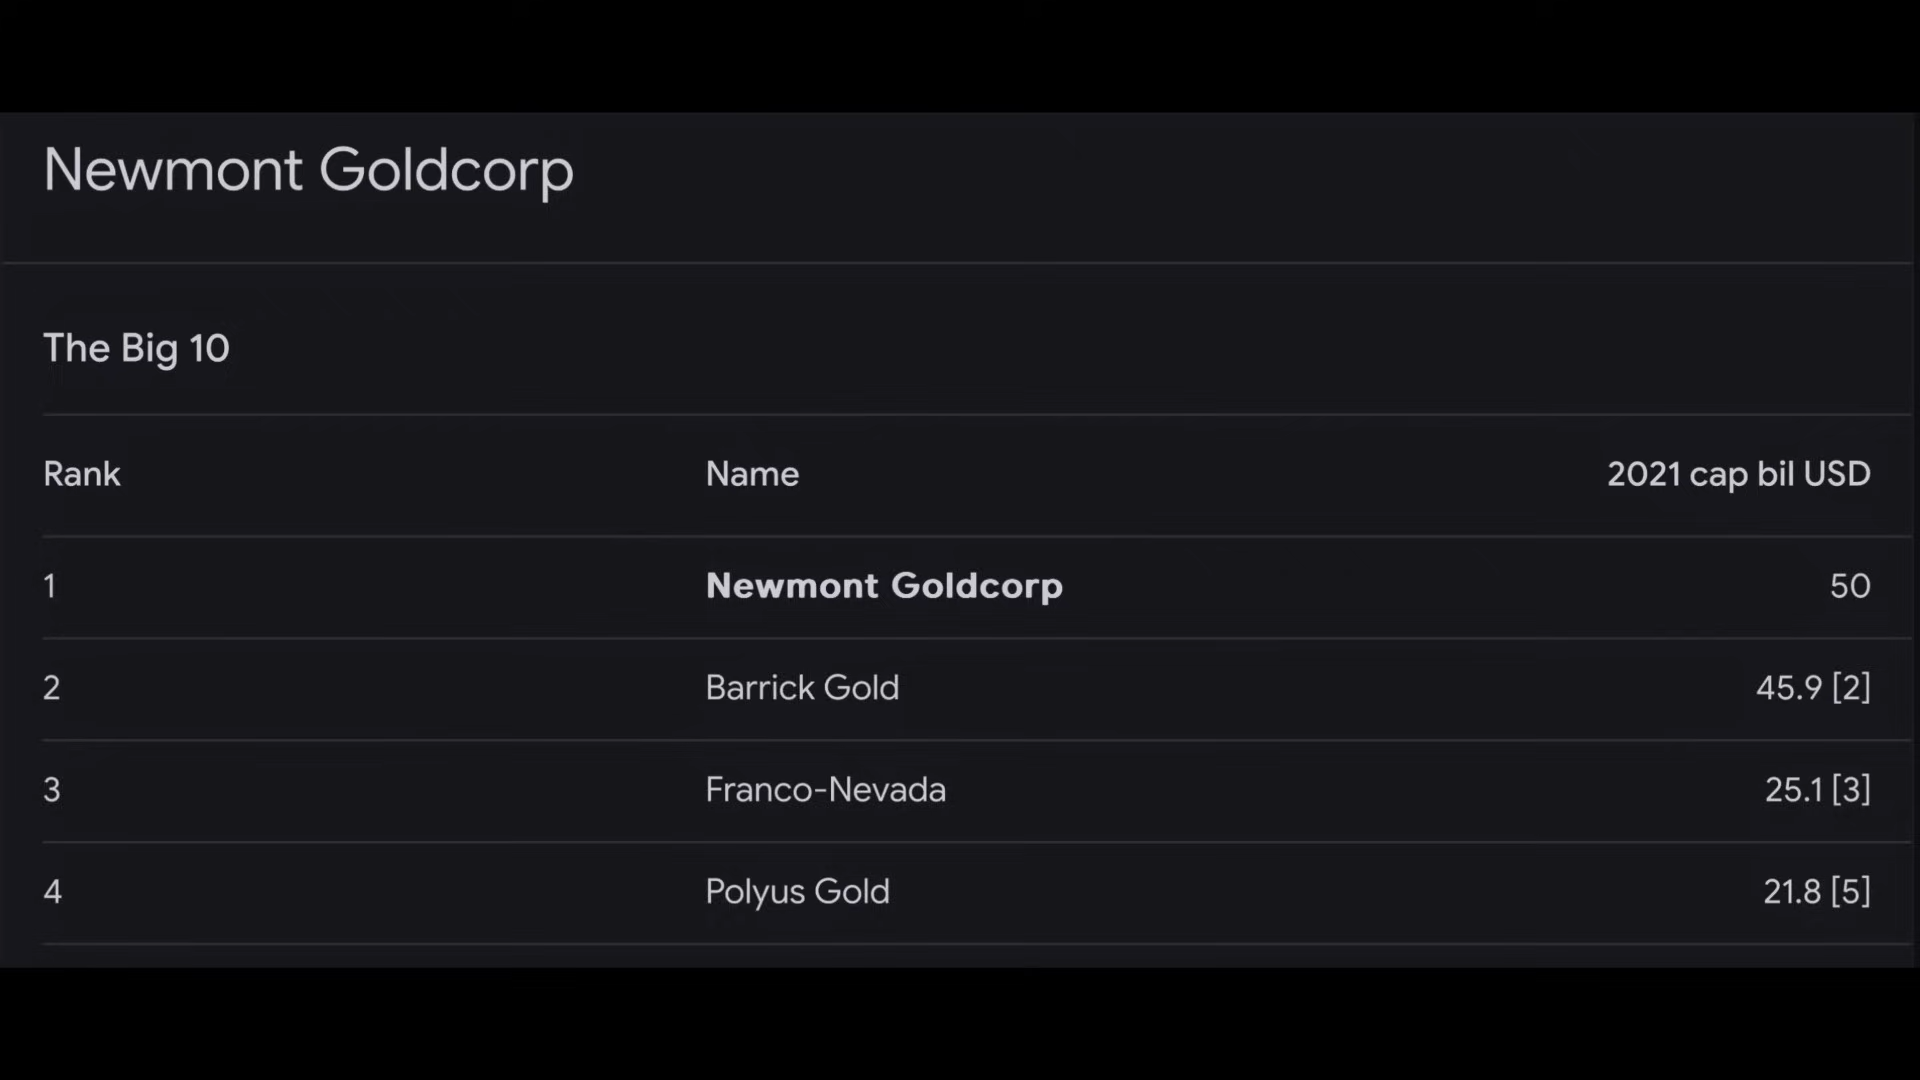 Newmont Goldcorp
The Big 10
Rank Name 2021 cap bil USD
1 Newmont Goldcorp 50
2 Barrick Gold 45.9 [2]
3 Franco-Nevada 25.1 [3]
4 Polyus Gold 21.8 [5]